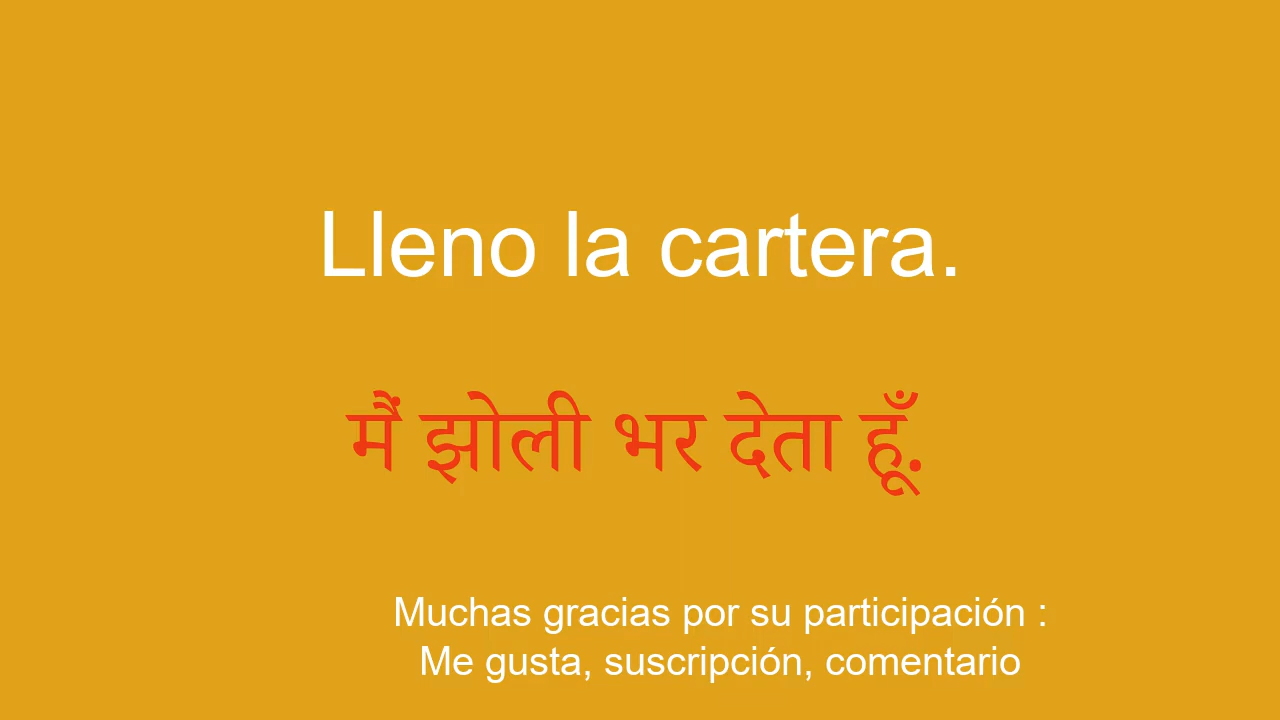 Lleno la cartera.
मैं झोली भर देता हूँ.
Muchas gracias por su participación :
Me gusta, suscripción, comentario